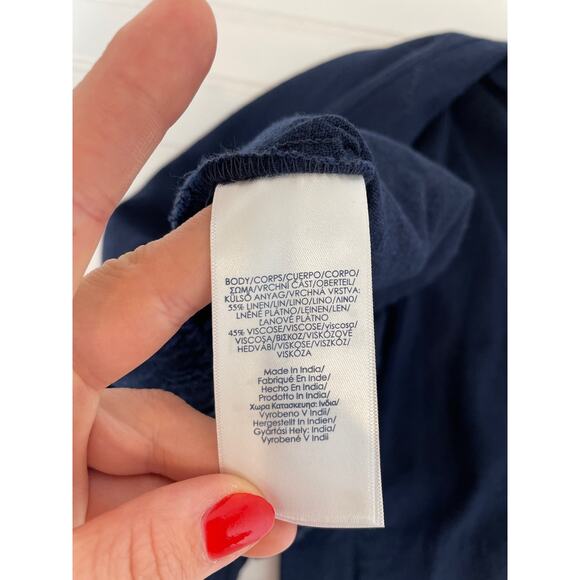 BODY/CORPS/CUERPO/CORPO/
ΣΩΜΑ/VRCHNÍ ČÁST/OBERTEIL/
KÜLSŐ ANYAG/VRCHNÁ VRSTVA:
55% LINEN/LIN/LINO/LINO/ΛΙΝΟ/
LNĚNÉ PLÁTNO/LEINEN/LEN/
ĽANOVÉ PLÁTNO
45% VISCOSE/VISCOSE/viscosa/
VISCOSA/ΒΙΣΚΟΖ/VISKÓZOVÉ
HEDVÁBÍ/VISKOSE/VISZKÓZ/
VISKÓZA
Made In India/
Fabriqué En Inde/
Hecho En India/
Prodotto In India/
Χωρα Κατασκευης: Ινδια/
Vyrobeno V Indii/
Hergestellt In Indien/
Gyártási Hely: India/
Vyrobené V Indii